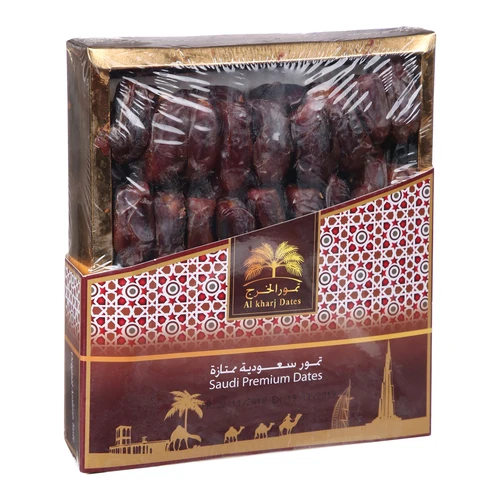 تمور الخرج
Al kharj Dates
تمور سعودية ممتازة
Saudi Premium Dates